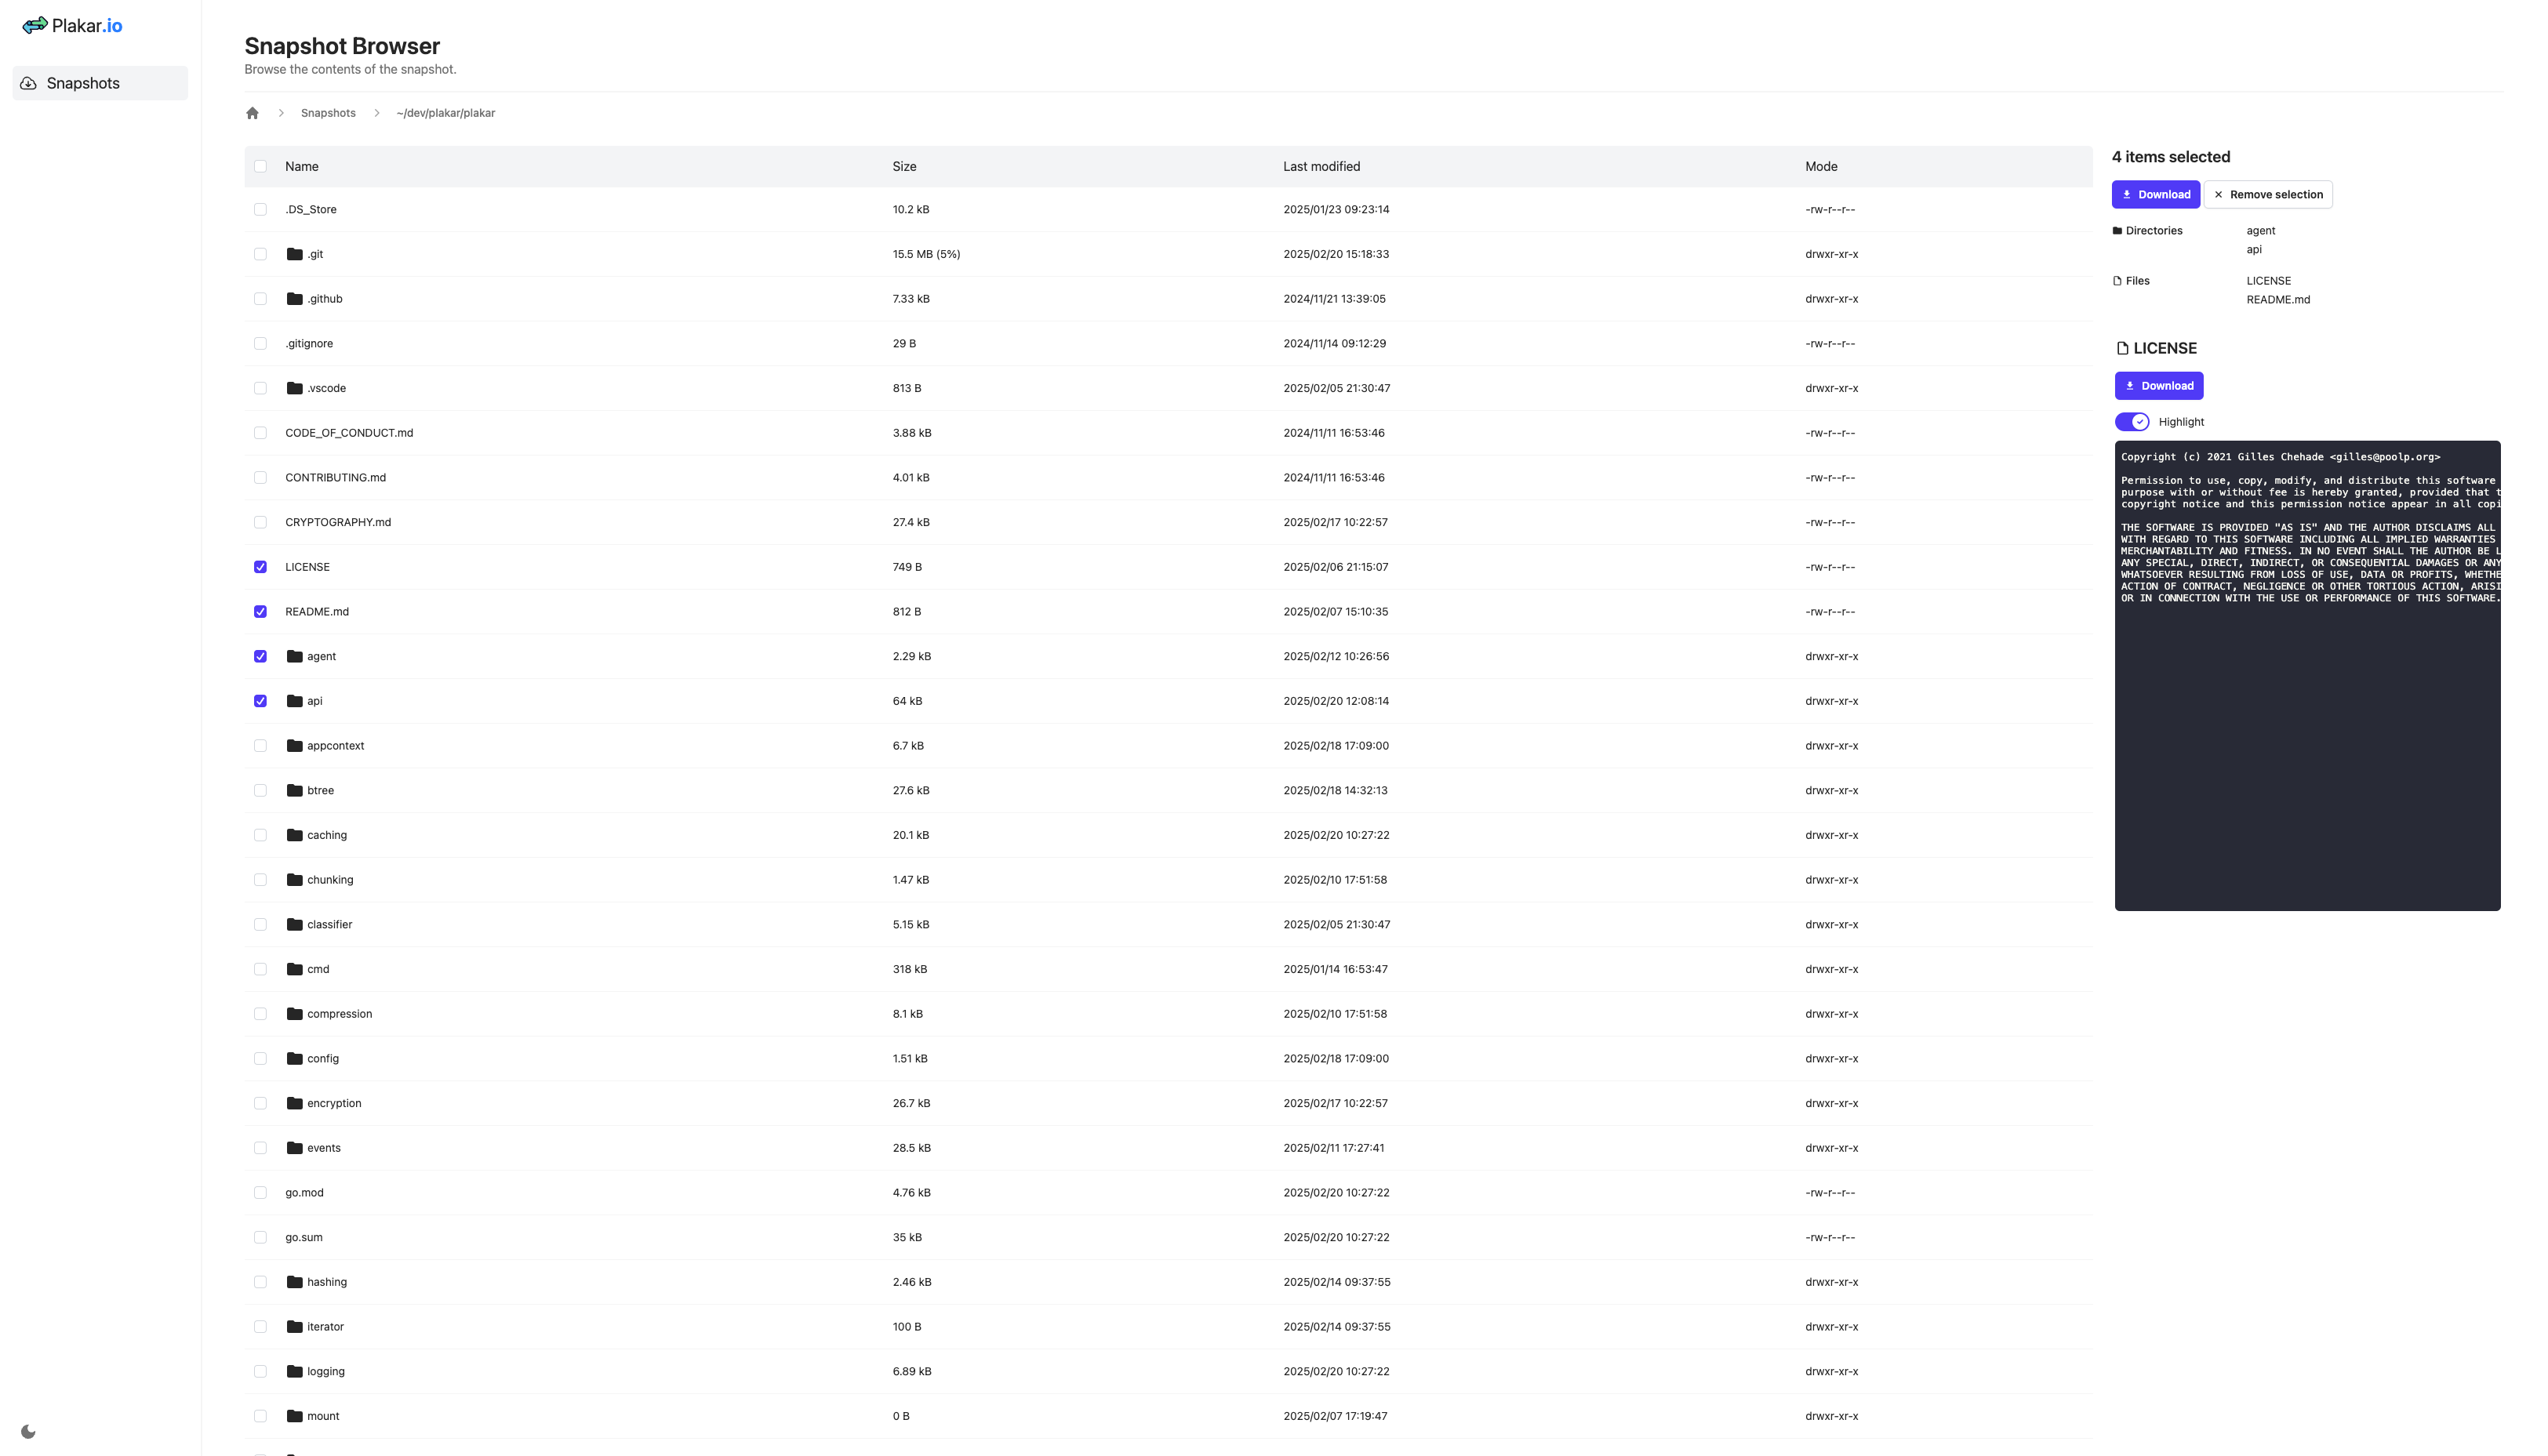 Plakar.io
Snapshots
Snapshot Browser
Browse the contents of the snapshot.
Snapshots ~/dev/plakar/plakar
Name Size Last modified Mode
.DS_Store 10.2 kB 2025/01/23 09:23:14 -rw-r--r--
.git 15.5 MB (5%) 2025/02/20 15:18:33 drwxr-xr-x
.github 7.33 kB 2024/11/21 13:39:05 drwxr-xr-x
.gitignore 29 B 2024/11/14 09:12:29 -rw-r--r--
.vscode 813 B 2025/02/05 21:30:47 drwxr-xr-x
CODE_OF_CONDUCT.md 3.88 kB 2024/11/11 16:53:46 -rw-r--r--
CONTRIBUTING.md 4.01 kB 2024/11/11 16:53:46 -rw-r--r--
CRYPTOGRAPHY.md 27.4 kB 2025/02/17 10:22:57 -rw-r--r--
LICENSE 749 B 2025/02/06 21:15:07 -rw-r--r--
README.md 812 B 2025/02/07 15:10:35 -rw-r--r--
agent 2.29 kB 2025/02/12 10:26:56 drwxr-xr-x
api 64 kB 2025/02/20 12:08:14 drwxr-xr-x
appcontext 6.7 kB 2025/02/18 17:09:00 drwxr-xr-x
btree 27.6 kB 2025/02/18 14:32:13 drwxr-xr-x
caching 20.1 kB 2025/02/20 10:27:22 drwxr-xr-x
chunking 1.47 kB 2025/02/10 17:51:58 drwxr-xr-x
classifier 5.15 kB 2025/02/05 21:30:47 drwxr-xr-x
cmd 318 kB 2025/01/14 16:53:47 drwxr-xr-x
compression 8.1 kB 2025/02/10 17:51:58 drwxr-xr-x
config 1.51 kB 2025/02/18 17:09:00 drwxr-xr-x
encryption 26.7 kB 2025/02/17 10:22:57 drwxr-xr-x
events 28.5 kB 2025/02/11 17:27:41 drwxr-xr-x
go.mod 4.76 kB 2025/02/20 10:27:22 -rw-r--r--
go.sum 35 kB 2025/02/20 10:27:22 -rw-r--r--
hashing 2.46 kB 2025/02/14 09:37:55 drwxr-xr-x
iterator 100 B 2025/02/14 09:37:55 drwxr-xr-x
logging 6.89 kB 2025/02/20 10:27:22 drwxr-xr-x
mount 0 B 2025/02/07 17:19:47 drwxr-xr-x
4 items selected
Download Remove selection
Directories agent
api
Files LICENSE
README.md
LICENSE
Download
Highlight
Copyright (c) 2021 Gilles Chehade <gilles@poolp.org>
Permission to use, copy, modify, and distribute this software
purpose with or without fee is hereby granted, provided that t
copyright notice and this permission notice appear in all copi
THE SOFTWARE IS PROVIDED "AS IS" AND THE AUTHOR DISCLAIMS ALL
WITH REGARD TO THIS SOFTWARE INCLUDING ALL IMPLIED WARRANTIES
MERCHANTABILITY AND FITNESS. IN NO EVENT SHALL THE AUTHOR BE L
ANY SPECIAL, DIRECT, INDIRECT, OR CONSEQUENTIAL DAMAGES OR ANY
WHATSOEVER RESULTING FROM LOSS OF USE, DATA OR PROFITS, WHETHE
ACTION OF CONTRACT, NEGLIGENCE OR OTHER TORTIOUS ACTION, ARISI
OR IN CONNECTION WITH THE USE OR PERFORMANCE OF THIS SOFTWARE.